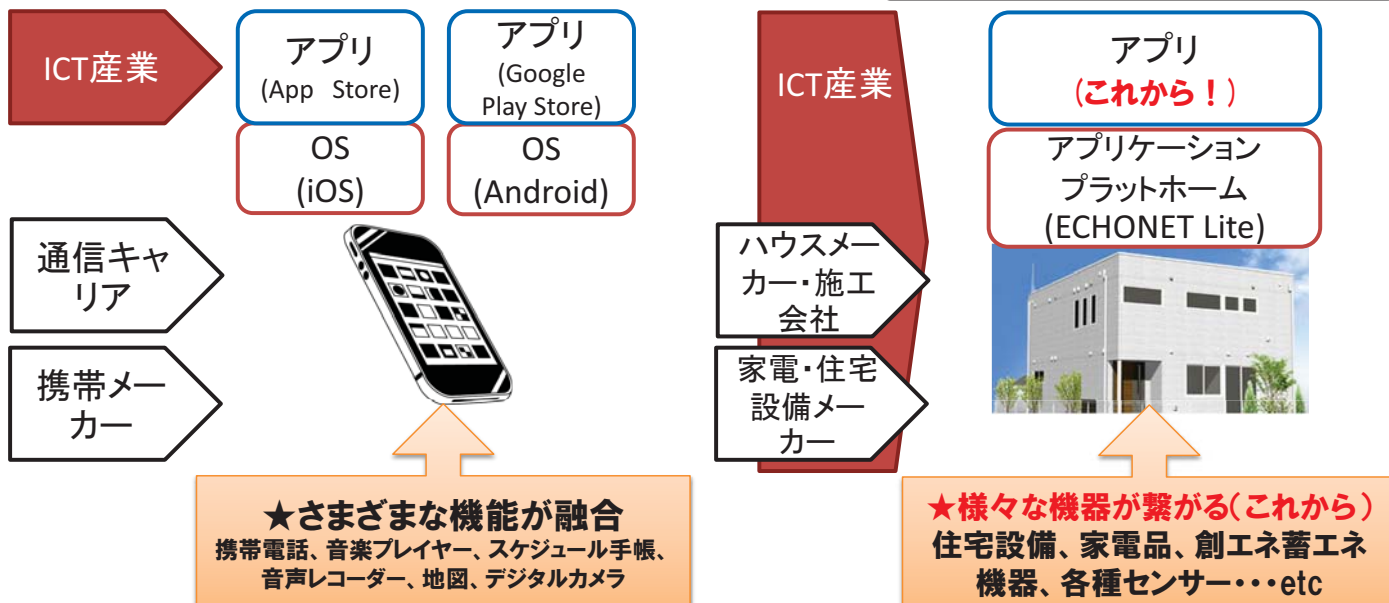 ICT産業
アプリ
(App Store)
アプリ
(Google
Play Store)
OS
(iOS)
OS
(Android)
通信キャ
リア
携帯メー
カー
★さまざまな機能が融合
携帯電話、音楽プレイヤー、スケジュール手帳、
音声レコーダー、地図、デジタルカメラ
ICT産業
アプリ
(これから！)
アプリケーション
プラットホーム
(ECHONET Lite)
ハウスメー
カー・施工
会社
家電・住宅
設備メー
カー
★様々な機器が繋がる(これから)
住宅設備、家電品、創エネ蓄エネ
機器、各種センサー・・・etc